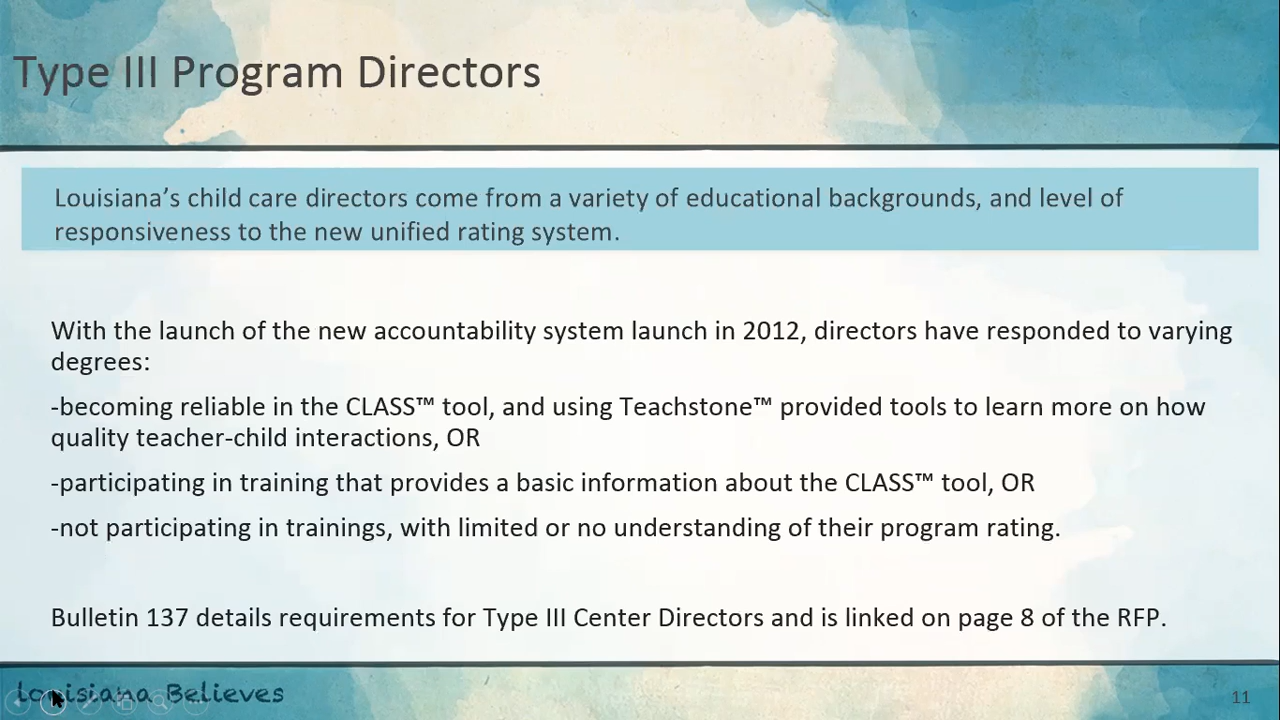 Type III Program Directors
Louisiana's child care directors come from a variety of educational backgrounds, and level of
responsiveness to the new unified rating system.
With the launch of the new accountability system launch in 2012, directors have responded to varying
degrees:
-becoming reliable in the CLASS™ tool, and using Teachstone™ provided tools to learn more on how
quality teacher-child interactions, OR
-participating in training that provides a basic information about the CLASS™ tool, OR
-not participating in trainings, with limited or no understanding of their program rating.
Bulletin 137 details requirements for Type III Center Directors and is linked on page 8 of the RFP.
Louisiana Believes
11